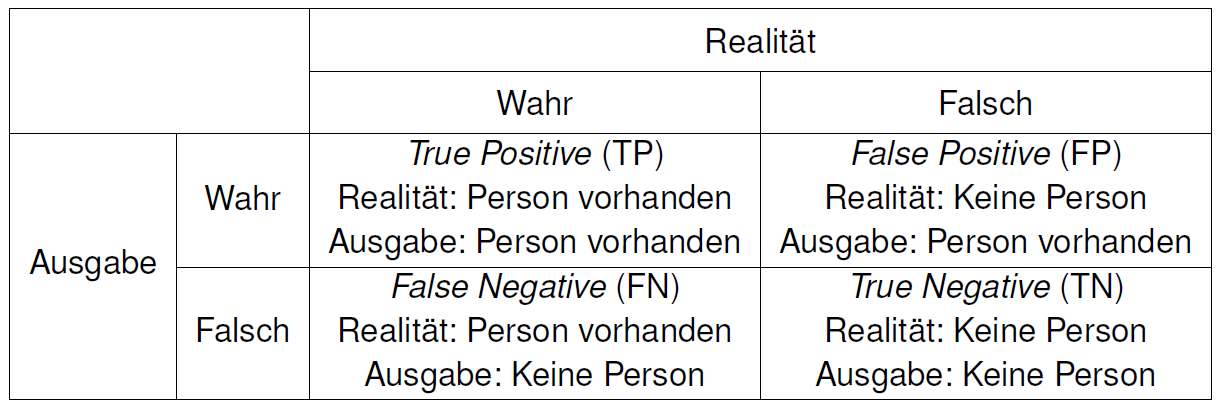 Realität
Wahr
Falsch
Ausgabe
Wahr
True Positive (TP)
Realität: Person vorhanden
Ausgabe: Person vorhanden
False Positive (FP)
Realität: Keine Person
Ausgabe: Person vorhanden
Falsch
False Negative (FN)
Realität: Person vorhanden
Ausgabe: Keine Person
True Negative (TN)
Realität: Keine Person
Ausgabe: Keine Person